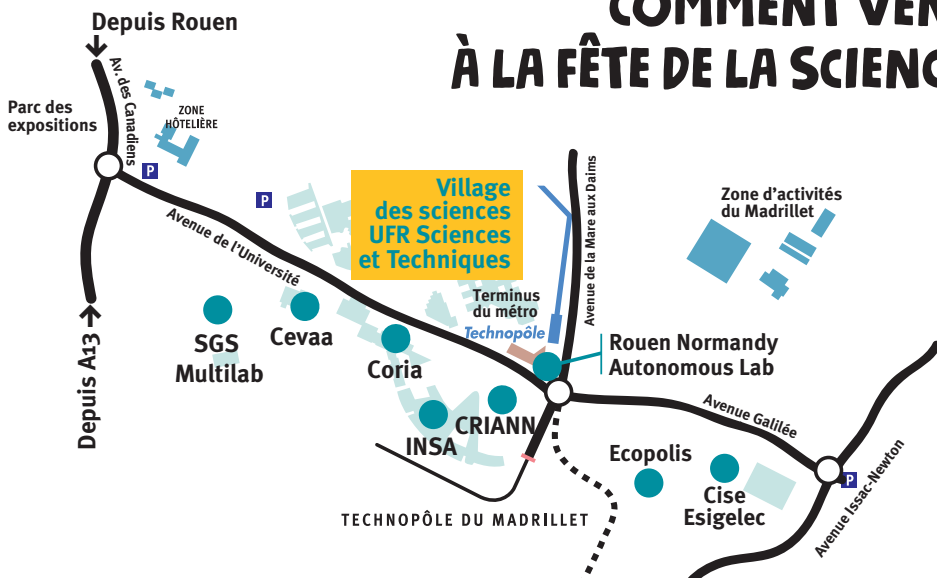 COMMENT VEN
À LA FÊTE DE LA SCIENC
Depuis Rouen
Av. des Canadiens
Parc des
expositions
ZONE
HÔTELIÈRE
P
P
Village
des sciences
UFR Sciences
et Techniques
Avenue de la Mare aux Daims
Zone d'activités
du Madrillet
Avenue de l'Université
Terminus
du métro
Technopôle
Depuis A13
SGS
Multilab
Cevaa
Coria
Rouen Normandy
Autonomous Lab
INSA
CRIANN
Avenue Galilée
Ecopolis
Cise
Esigelec
P
Avenue Issac-Newton
TECHNOPÔLE DU MADRILLET